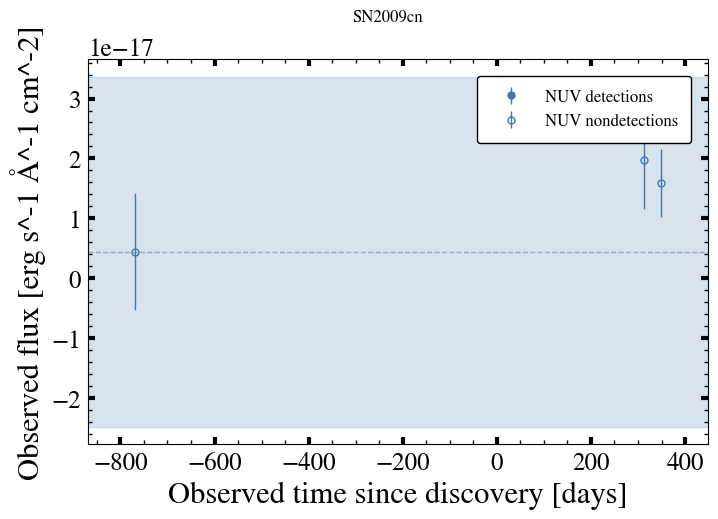 SN2009cn
1e−17
NUV detections
NUV nondetections
3
2
1
0
−1
−2
Observed flux [erg s^-1 Å^-1 cm^-2]
−800 −600 −400 −200 0 200 400
Observed time since discovery [days]